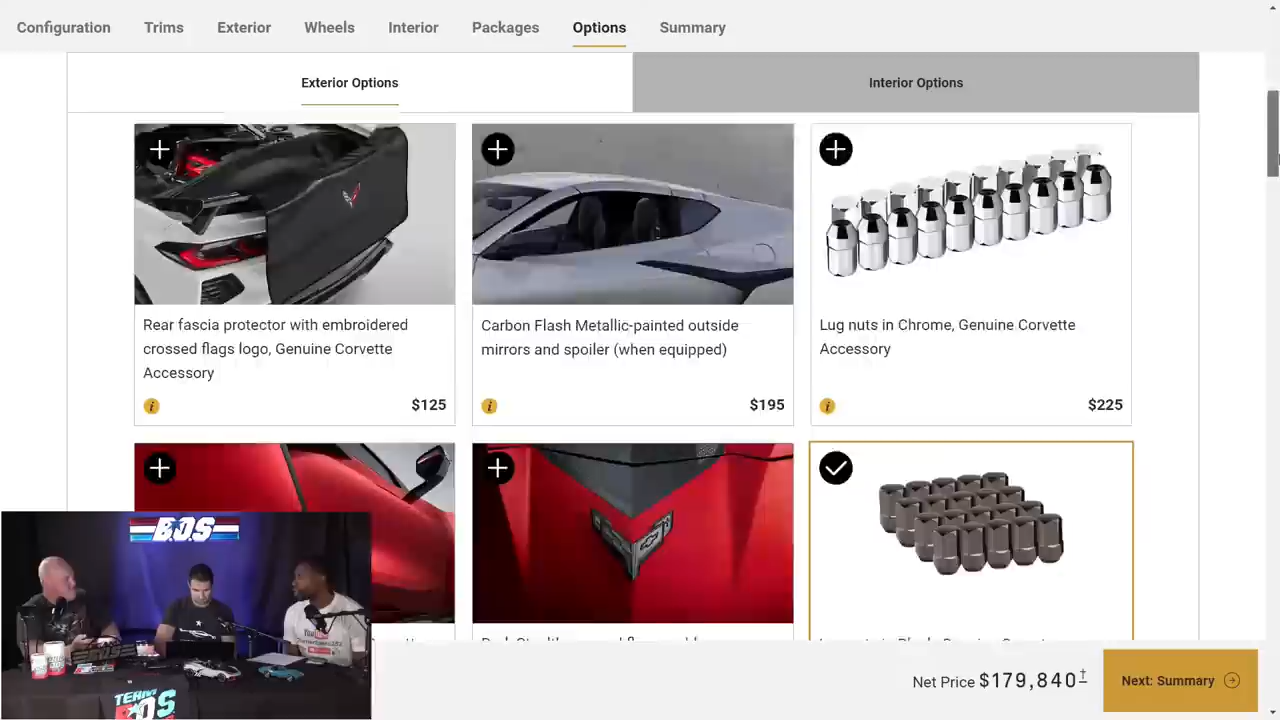 Configuration Trims Exterior Wheels Interior Packages Options Summary
Exterior Options Interior Options
Rear fascia protector with embroidered
crossed flags logo, Genuine Corvette
Accessory
$125
Carbon Flash Metallic-painted outside
mirrors and spoiler (when equipped)
$195
Lug nuts in Chrome, Genuine Corvette
Accessory
$225
B.O.S
TEAM
B.O.S
Net Price $179,840†
Next: Summary